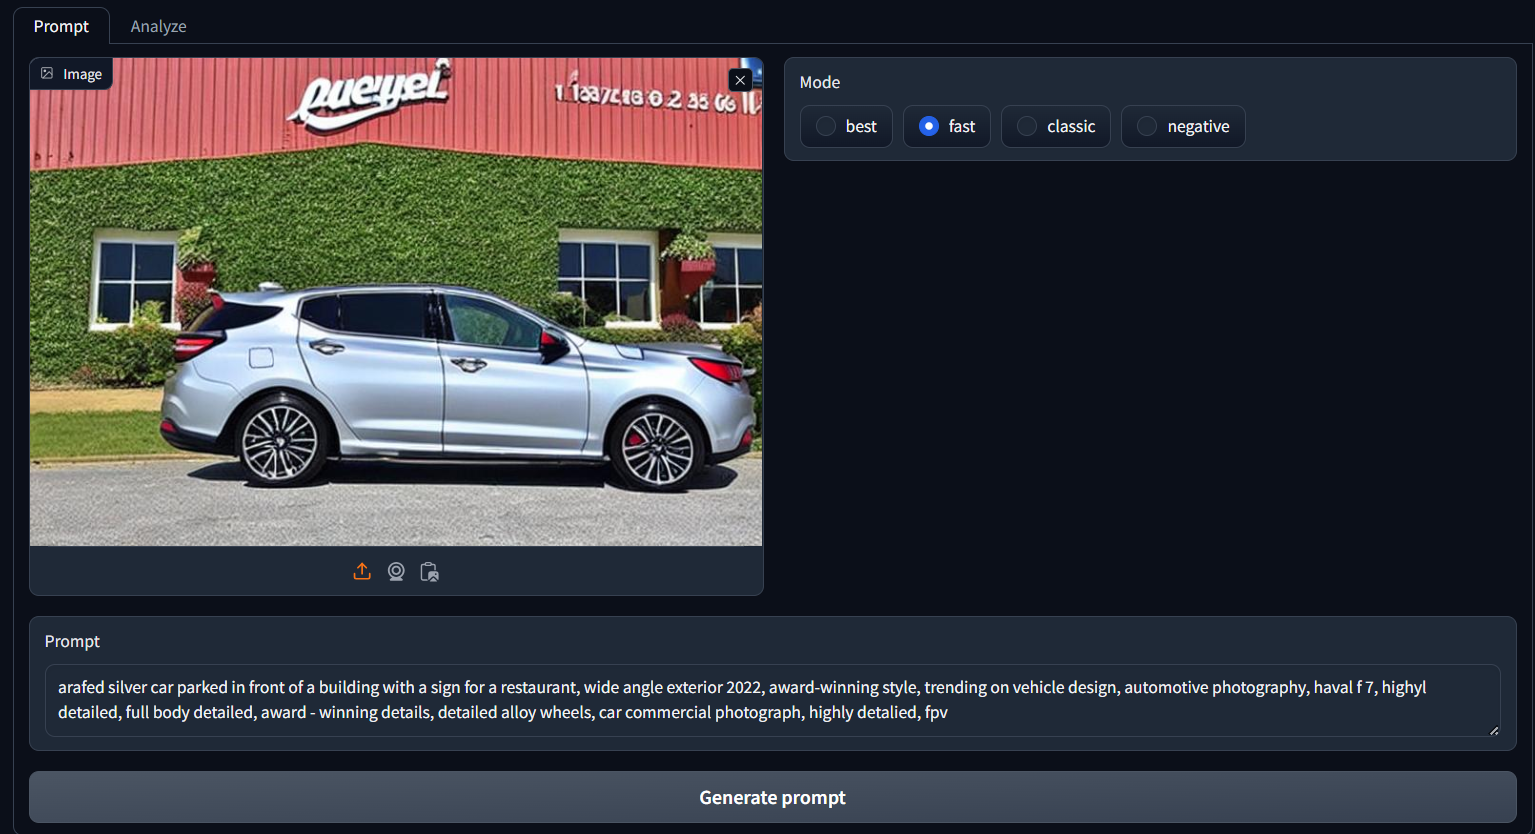 Prompt
Analyze
Image
Mode
best
fast
classic
negative
Prompt
arafed silver car parked in front of a building with a sign for a restaurant, wide angle exterior 2022, award-winning style, trending on vehicle design, automotive photography, haval f 7, highyl
detailed, full body detailed, award - winning details, detailed alloy wheels, car commercial photograph, highly detalied, fpv
Generate prompt